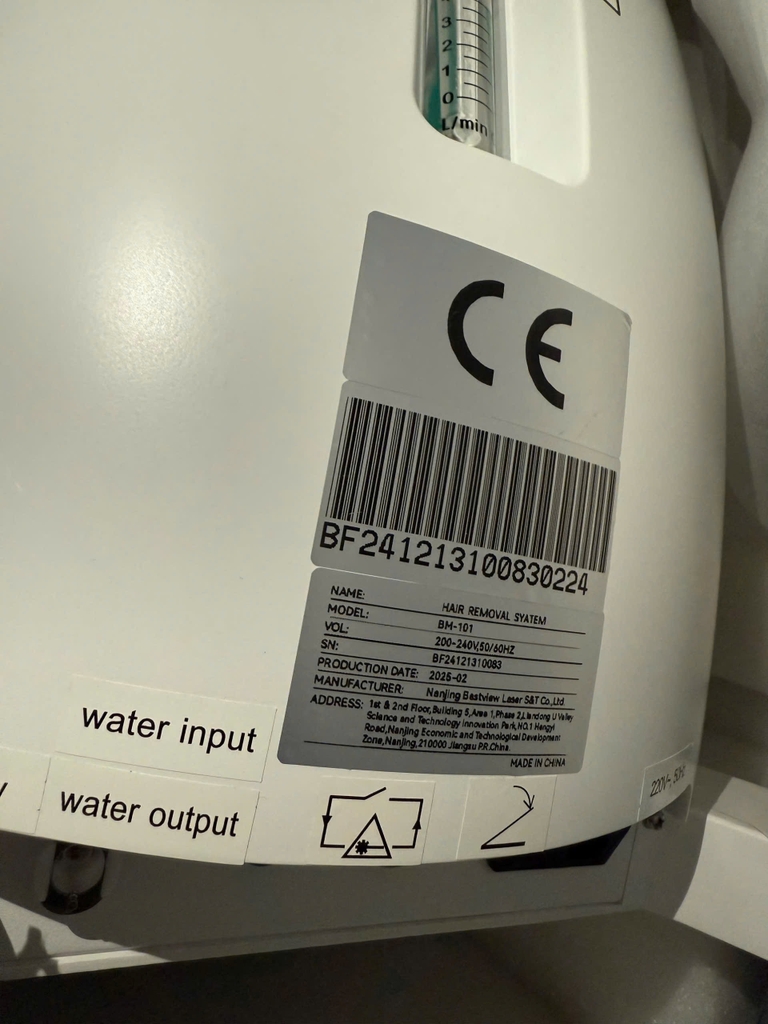 3
2
1
0
L/min
CE
BF241213100830224
NAME: HAIR REMOVAL SYATEM
MODEL: BM-101
VOL: 200-240V,50/60HZ
SN: BF24121310083
PRODUCTION DATE: 2025-02
MANUFACTURER: Nanjing Bestview Laser S&T Co.,Ltd
ADDRESS: 1st & 2nd Floor,Building 5,Area 1,Phase 2,Liandong U Valley
Science and Technology Innovation Park,NO.1 Hengyi
Road,Nanjing Economic and Technological Development
Zone,Nanjing,210000 Jiangsu P.R.China.
MADE IN CHINA
water input
water output
220V~, 50Hz